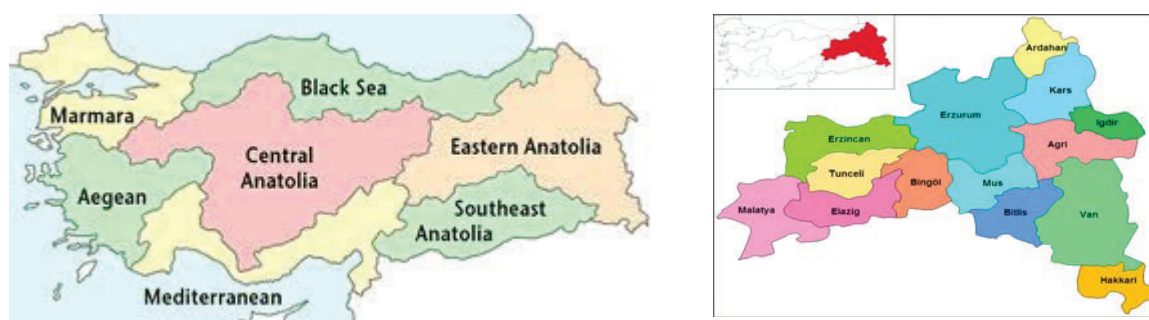 Black Sea
Marmara
Central
Anatolia
Eastern Anatolia
Aegean
Southeast
Anatolia
Mediterranean
Ardahan
Kars
Igdir
Erzurum
Erzincan
Agri
Tunceli
Bingöl
Mus
Malatya
Elazig
Bitlis
Van
Hakkari